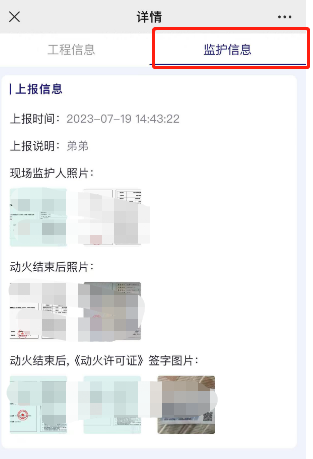 详情
工程信息
监护信息
上报信息
上报时间：2023-07-19 14:43:22
上报说明：弟弟
现场监护人照片：
动火结束后照片：
动火结束后,《动火许可证》签字图片：